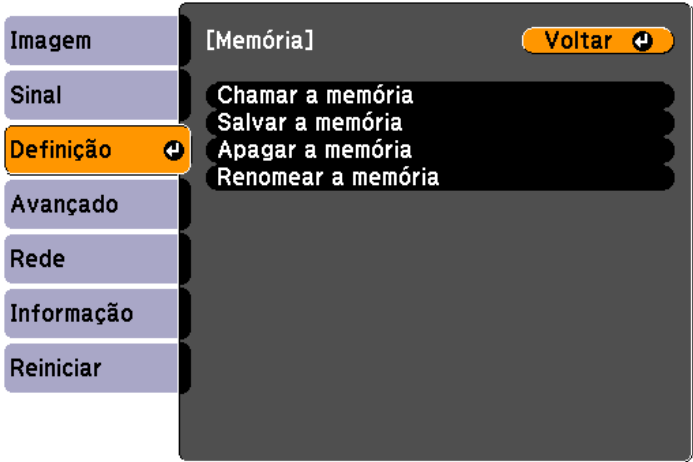 Imagem
Sinal
Definição
Avançado
Rede
Informação
Reiniciar
[Memória]
Voltar
Chamar a memória
Salvar a memória
Apagar a memória
Renomear a memória